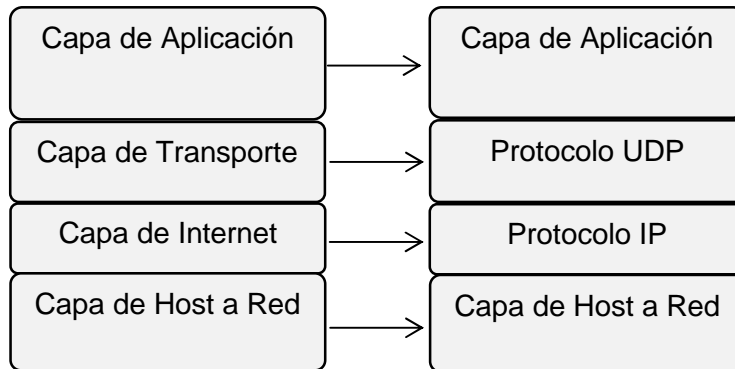 Capa de Aplicación
Capa de Aplicación
Capa de Transporte
Protocolo UDP
Capa de Internet
Protocolo IP
Capa de Host a Red
Capa de Host a Red